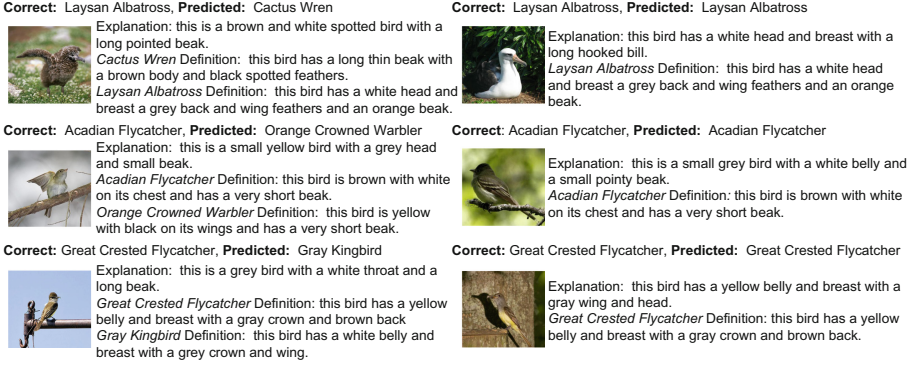 Correct: Laysan Albatross, Predicted: Cactus Wren
Explanation: this is a brown and white spotted bird with a
long pointed beak.
Cactus Wren Definition: this bird has a long thin beak with
a brown body and black spotted feathers.
Laysan Albatross Definition: this bird has a white head and
breast a grey back and wing feathers and an orange beak.
Correct: Laysan Albatross, Predicted: Laysan Albatross
Explanation: this bird has a white head and breast with a
long hooked bill.
Laysan Albatross Definition: this bird has a white head
and breast a grey back and wing feathers and an orange
beak.
Correct: Acadian Flycatcher, Predicted: Orange Crowned Warbler
Explanation: this is a small yellow bird with a grey head
and small beak.
Acadian Flycatcher Definition: this bird is brown with white
on its chest and has a very short beak.
Orange Crowned Warbler Definition: this bird is yellow
with black on its wings and has a very short beak.
Correct: Acadian Flycatcher, Predicted: Acadian Flycatcher
Explanation: this is a small grey bird with a white belly and
a small pointy beak.
Acadian Flycatcher Definition: this bird is brown with white
on its chest and has a very short beak.
Correct: Great Crested Flycatcher, Predicted: Gray Kingbird
Explanation: this is a grey bird with a white throat and a
long beak.
Great Crested Flycatcher Definition: this bird has a yellow
belly and breast with a gray crown and brown back
Gray Kingbird Definition: this bird has a white belly and
breast with a grey crown and wing.
Correct: Great Crested Flycatcher, Predicted: Great Crested Flycatcher
Explanation: this bird has a yellow belly and breast with a
gray wing and head.
Great Crested Flycatcher Definition: this bird has a yellow
belly and breast with a gray crown and brown back.